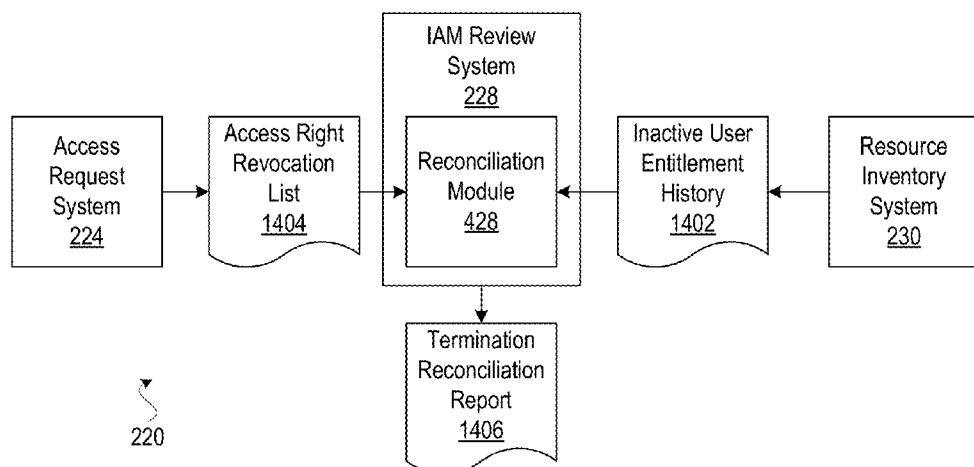 IAM Review
System
228
Access
Request
System
224
Access Right
Revocation
List
1404
Reconciliation
Module
428
Inactive User
Entitlement
History
1402
Resource
Inventory
System
230
Termination
Reconciliation
Report
1406
220